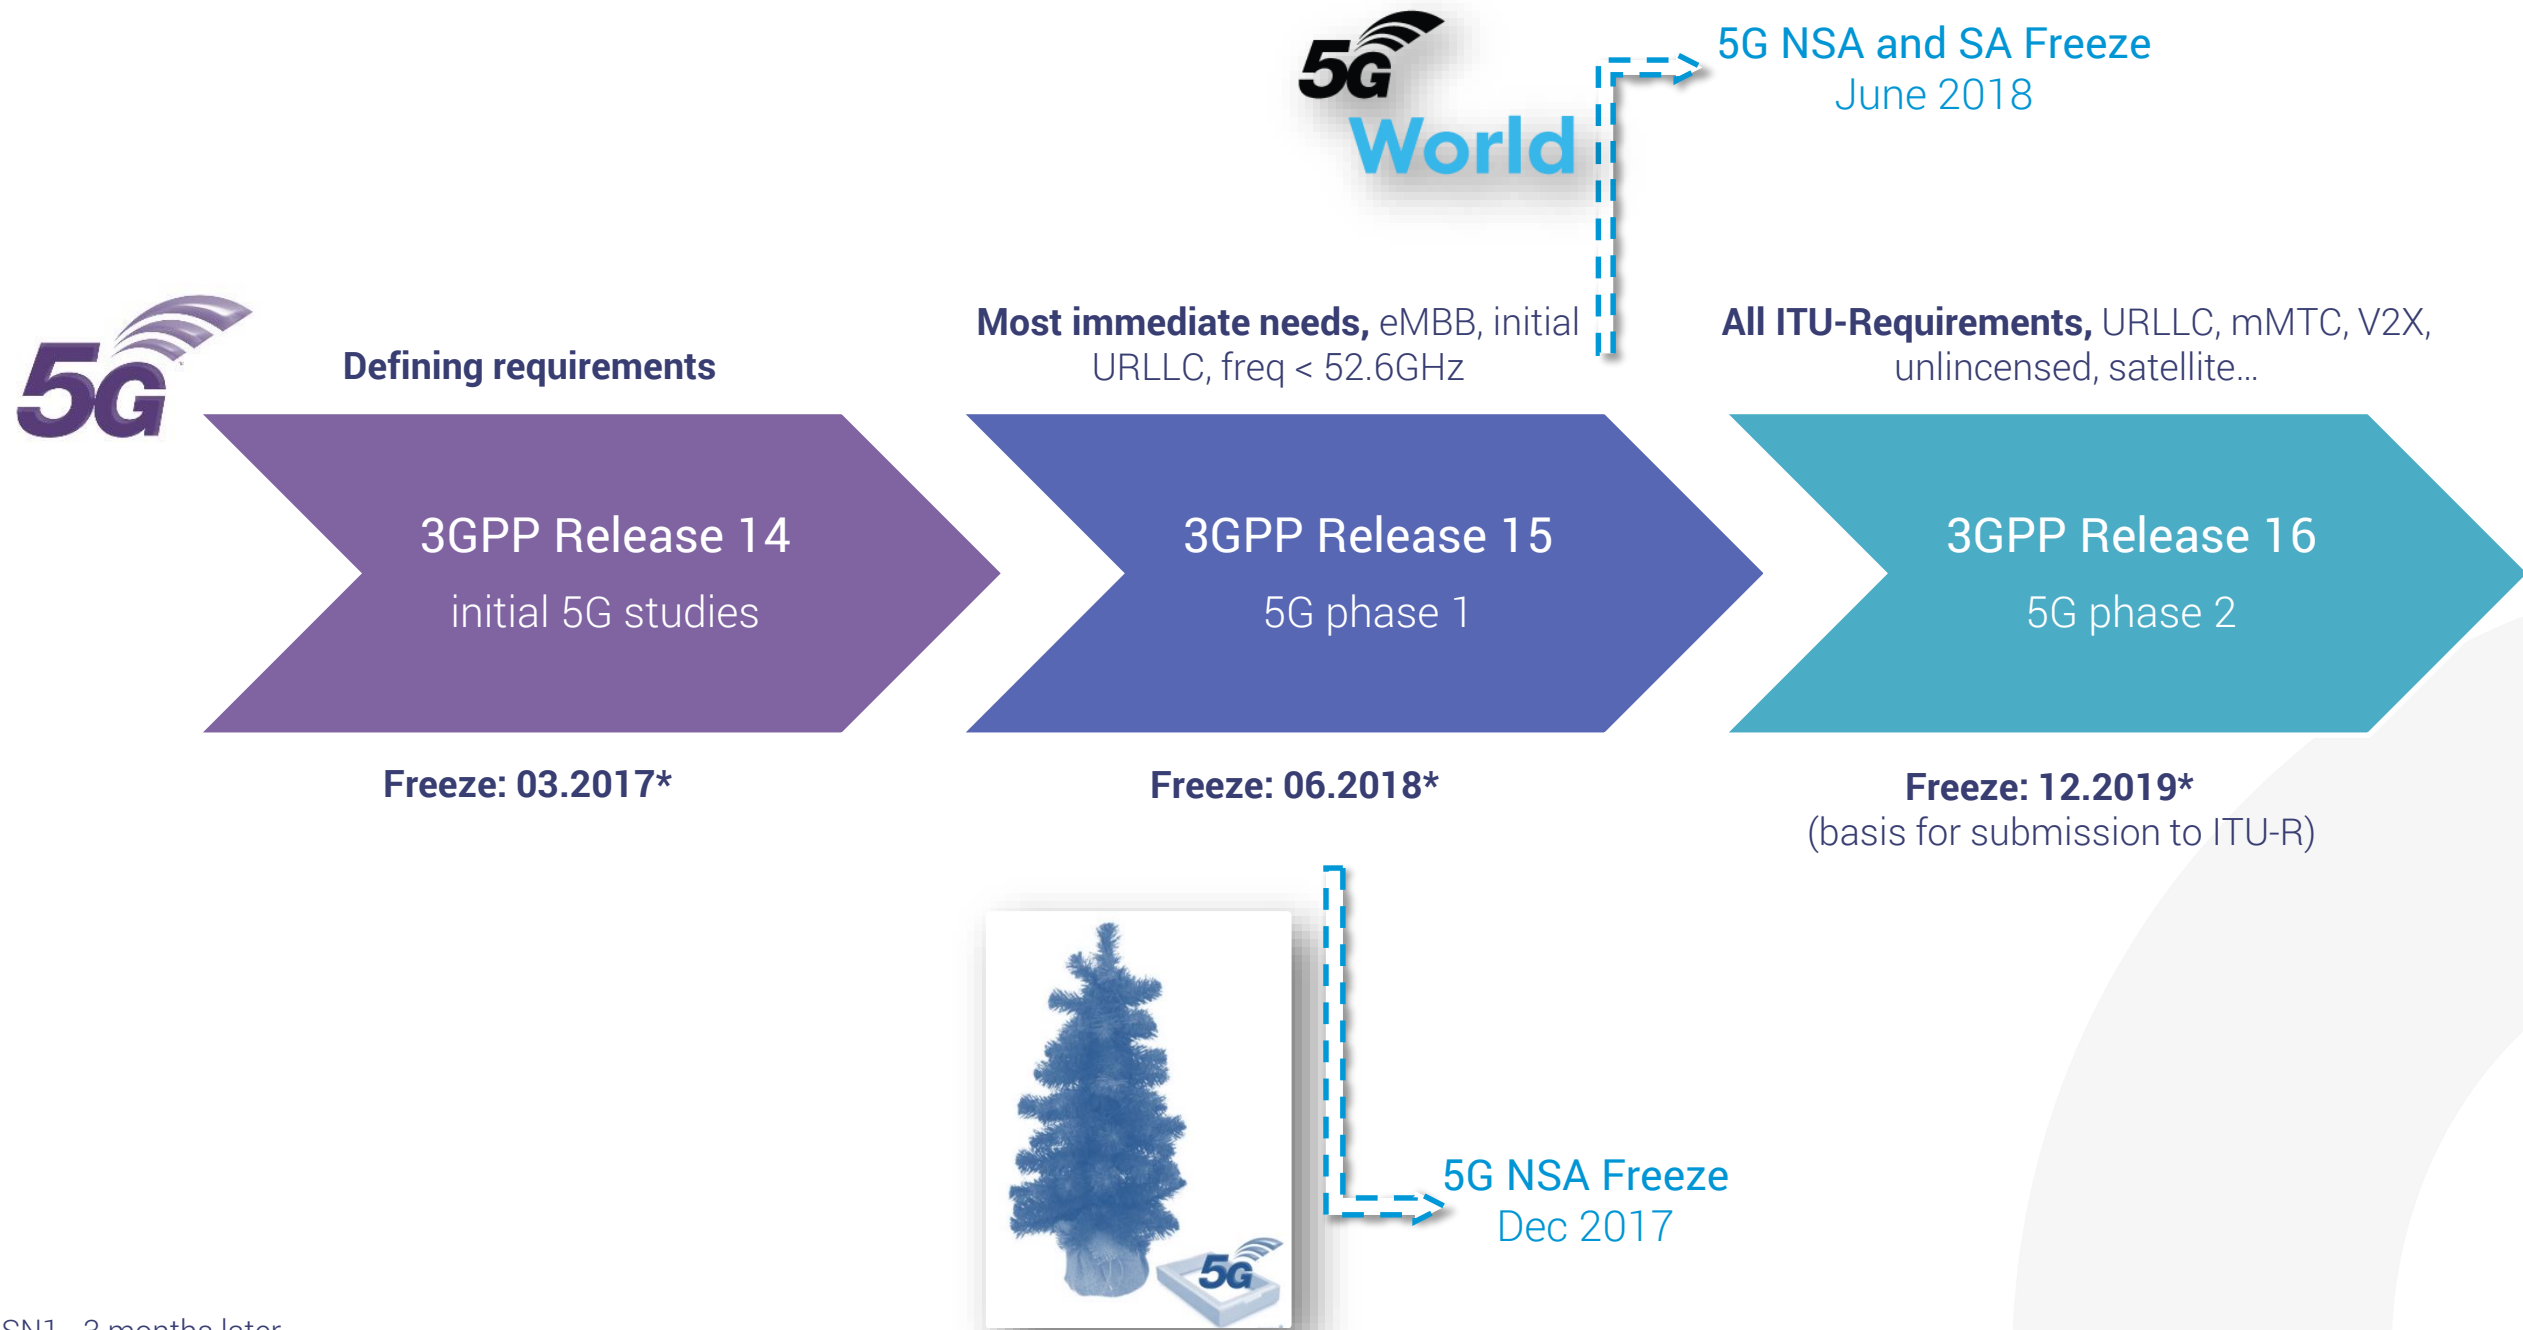 5G
World
5G NSA and SA Freeze
June 2018
5G
Defining requirements
Most immediate needs, eMBB, initial
URLLC, freq < 52.6GHz
All ITU-Requirements, URLLC, mMTC, V2X,
unlincensed, satellite...
3GPP Release 14
initial 5G studies
3GPP Release 15
5G phase 1
3GPP Release 16
5G phase 2
Freeze: 03.2017*
Freeze: 06.2018*
Freeze: 12.2019*
(basis for submission to ITU-R)
5G NSA Freeze
Dec 2017
5G
3 months later